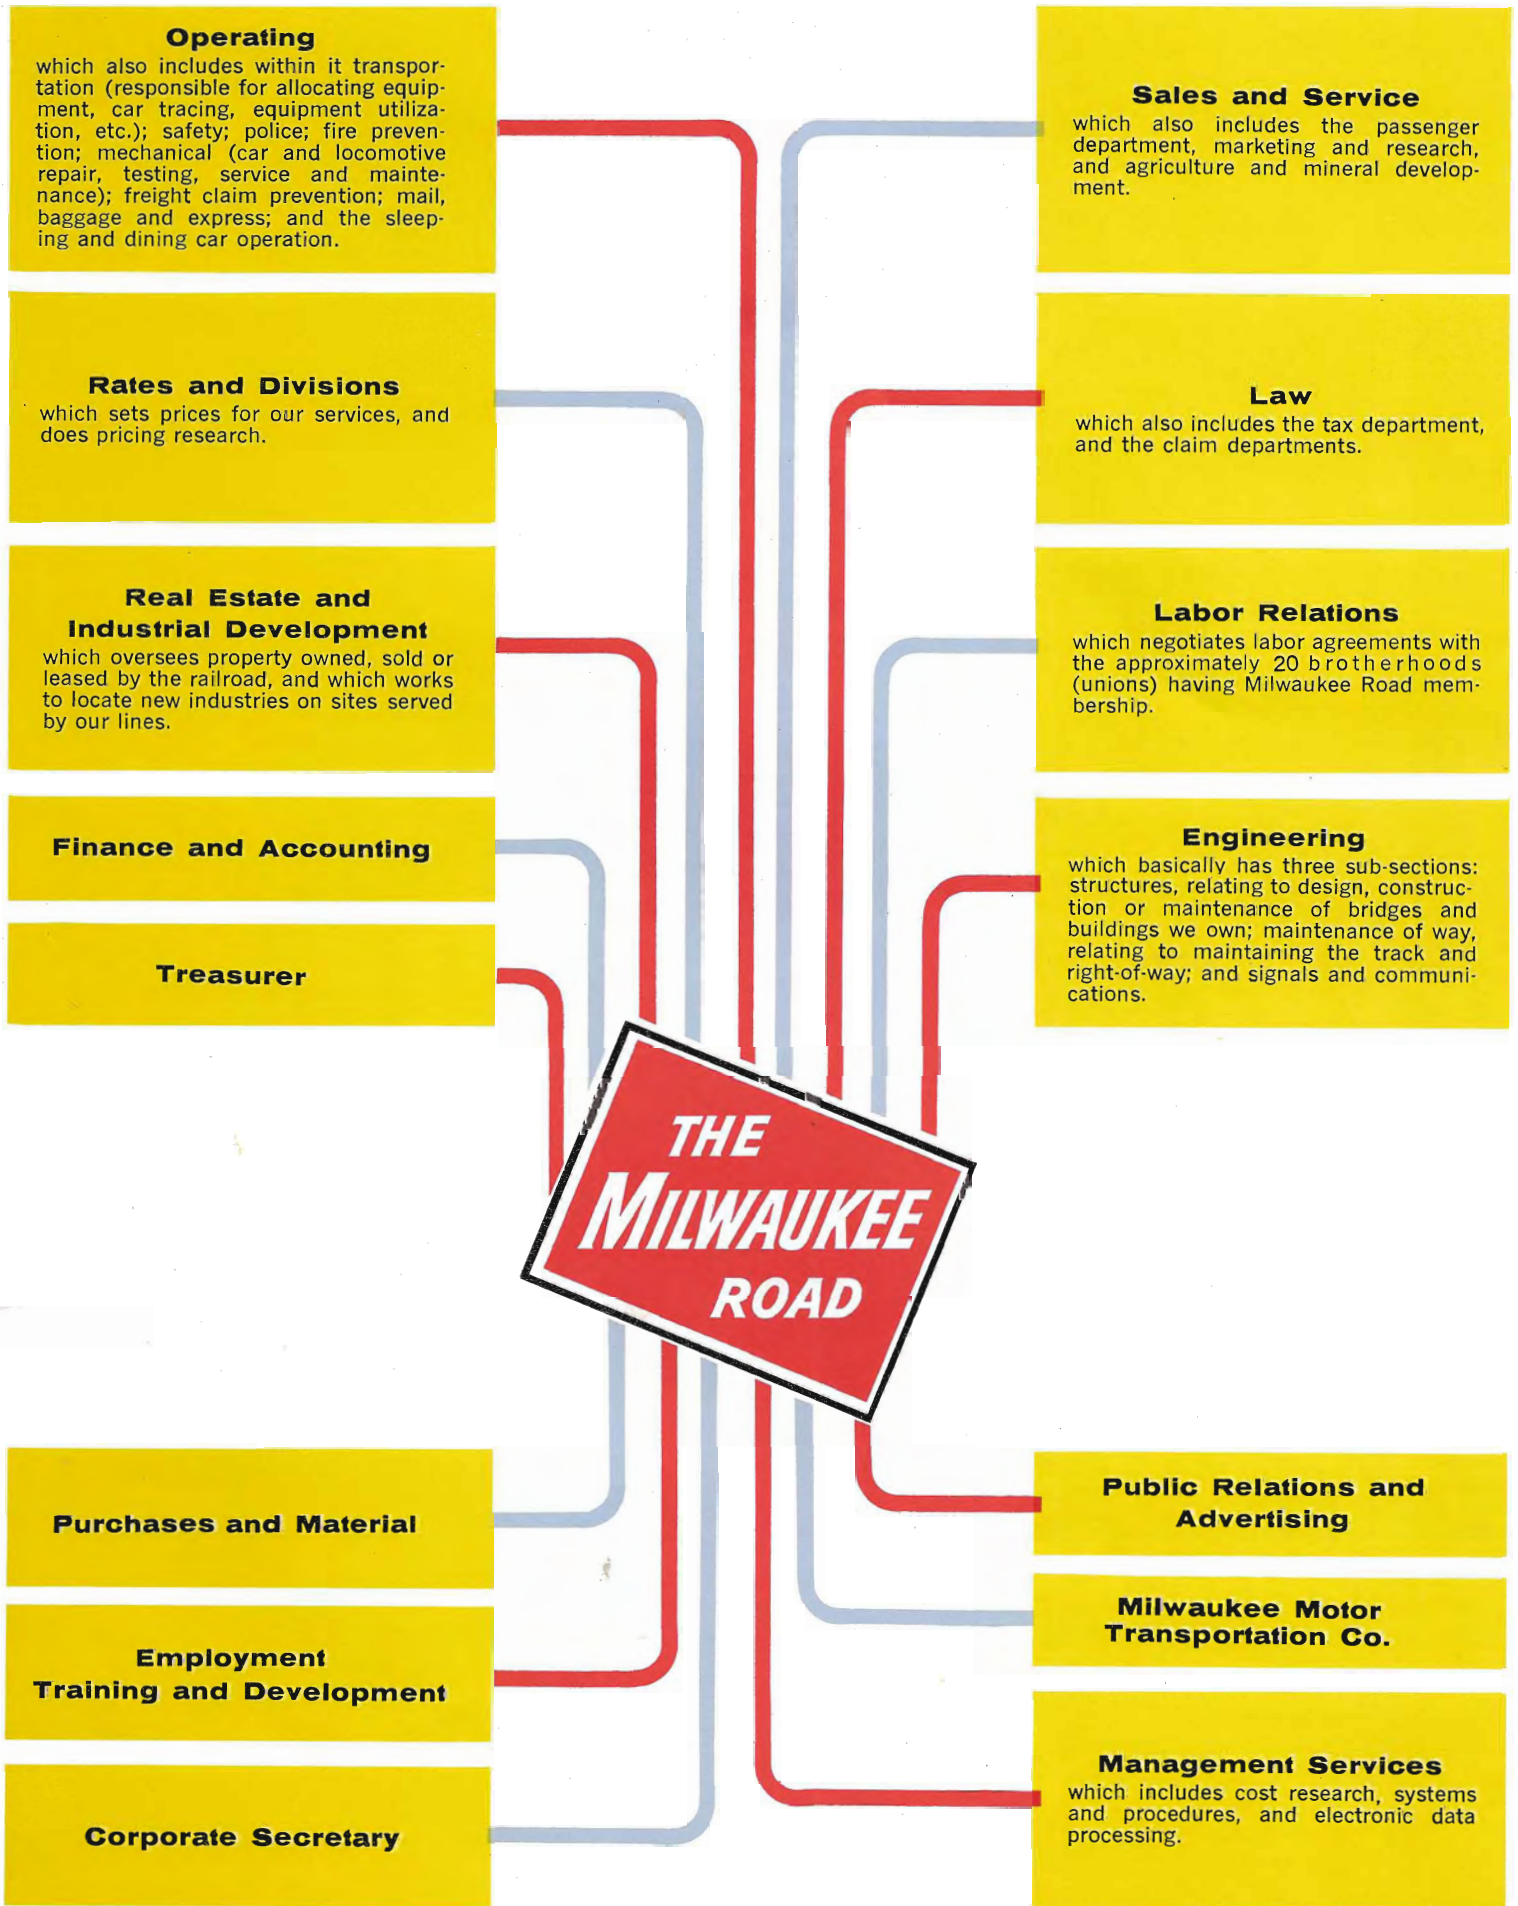 Operating
which also includes within it transpor-
tation (responsible for allocating equip-
ment, car tracing, equipment utiliza-
tion, etc.); safety; police; fire preven-
tion; mechanical (car and locomotive
repair, testing, service and mainte-
nance); freight claim prevention; mail,
baggage and express; and the sleep-
ing and dining car operation.
Rates and Divisions
which sets prices for our services, and
does pricing research.
Real Estate and
Industrial Development
which oversees property owned, sold or
leased by the railroad, and which works
to locate new industries on sites served
by our lines.
Finance and Accounting
Treasurer
Sales and Service
which also includes the passenger
department, marketing and research,
and agriculture and mineral develop-
ment.
Law
which also includes the tax department,
and the claim departments.
Labor Relations
which negotiates labor agreements with
the approximately 20 brotherhoods
(unions) having Milwaukee Road mem-
bership.
Engineering
which basically has three sub-sections:
structures, relating to design, construc-
tion or maintenance of bridges and
buildings we own; maintenance of way,
relating to maintaining the track and
right-of-way; and signals and communi-
cations.
THE
MILWAUKEE
ROAD
Purchases and Material
Employment
Training and Development
Corporate Secretary
Public Relations and
Advertising
Milwaukee Motor
Transportation Co.
Management Services
which includes cost research, systems
and procedures, and electronic data
processing.